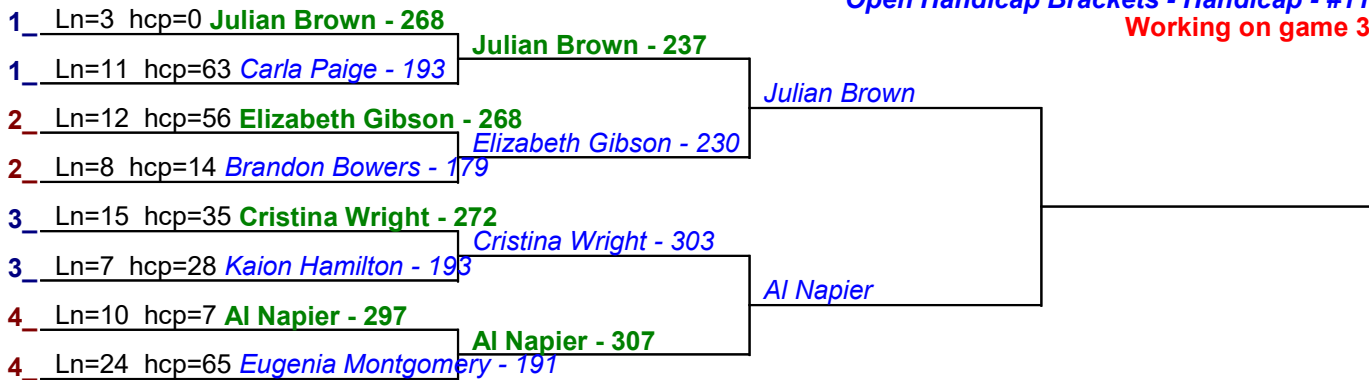 Open Handicap Brackets - Handicap - #11
Working on game 3
1_ Ln=3 hcp=0 Julian Brown - 268
Julian Brown - 237
1_ Ln=11 hcp=63 Carla Paige - 193
Julian Brown
2_ Ln=12 hcp=56 Elizabeth Gibson - 268
Elizabeth Gibson - 230
2_ Ln=8 hcp=14 Brandon Bowers - 179
3_ Ln=15 hcp=35 Cristina Wright - 272
Cristina Wright - 303
3_ Ln=7 hcp=28 Kaion Hamilton - 193
Al Napier
4_ Ln=10 hcp=7 Al Napier - 297
Al Napier - 307
4_ Ln=24 hcp=65 Eugenia Montgomery - 191